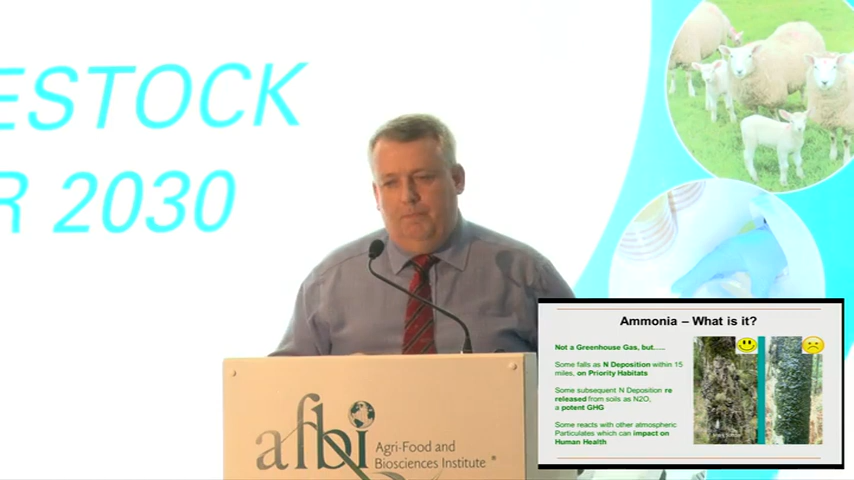 ESTOCK
R 2030
afbi
Agri-Food and
Biosciences Institute
Ammonia – What is it?
Not a Greenhouse Gas, but.....
Some falls as N Deposition within 15
miles, on Priority Habitats
Some subsequent N Deposition re
released from soils as N2O,
a potent GHG
Some reacts with other atmospheric
Particulates which can impact on
Human Health